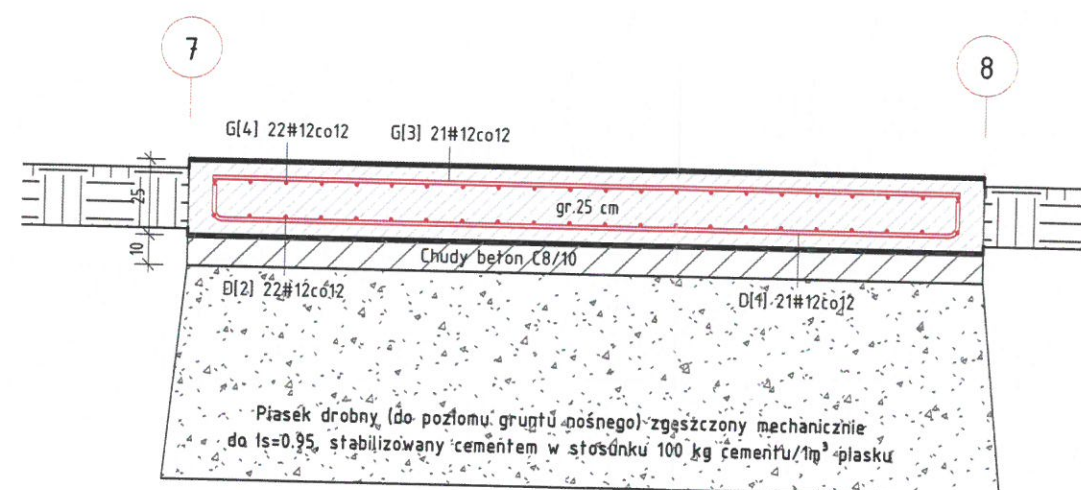 7
8
G[4] 22#12co12
G[3] 21#12co12
25
gr.25 cm
10
Chudy beton C8/10
D[2] 22#12co12
D[1] 21#12co12
Piasek drobny (do poziomu gruntu nośnego) zgęszczony mechanicznie
do Is=0.95, stabilizowany cementem w stosunku 100 kg cementu/1m³ piasku